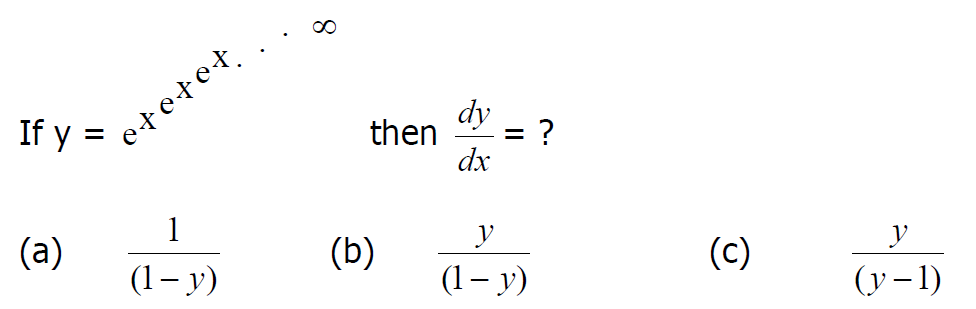 If y = e^x^e^x^e^x. . . ∞ then dy/dx = ?
(a) 1/(1 – y) (b) y/(1 – y) (c) y/(y – 1)